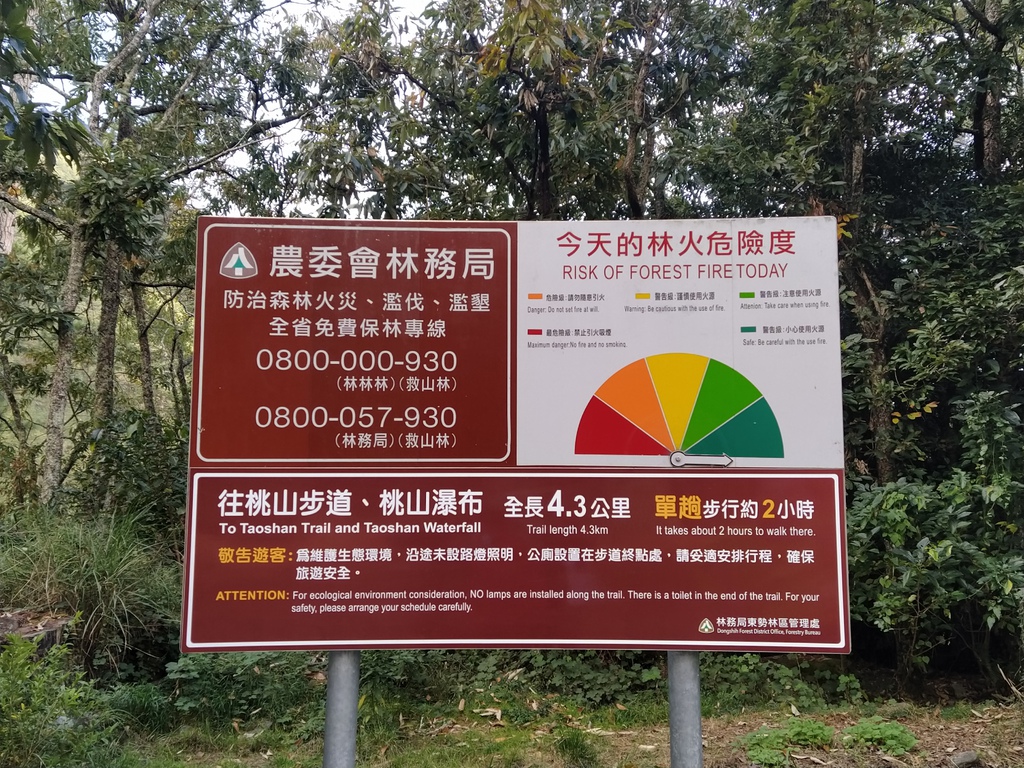 農委會林務局
防治森林火災、濫伐、濫墾
全省免費保林專線
0800-000-930
(林林林)(救山林)
0800-057-930
(林務局)(救山林)
今天的林火危險度
RISK OF FOREST FIRE TODAY
危險級:請勿隨意引火
Danger: Do not set fire at will.
警告級:謹慎使用火源
Warning: Be cautious with the use of fire.
警告級:注意使用火源
Attenion: Take care when using fire.
最危險級:禁止引火吸煙
Maximum danger:No fire and no smoking.
警告級:小心使用火源
Safe: Be careful with the use fire.
往桃山步道、桃山瀑布 全長4.3公里 單趟步行約2小時
To Taoshan Trail and Taoshan Waterfall Trail length 4.3km It takes about 2 hours to walk there.
敬告遊客:為維護生態環境,沿途未設路燈照明,公廁設置在步道終點處,請妥適安排行程,確保
旅遊安全。
ATTENTION: For ecological environment consideration, NO lamps are installed along the trail. There is a toilet in the end of the trail. For your
safety, please arrange your schedule carefully.
林務局東勢林區管理處
Dongshih Forest District Office, Forestry Bureau